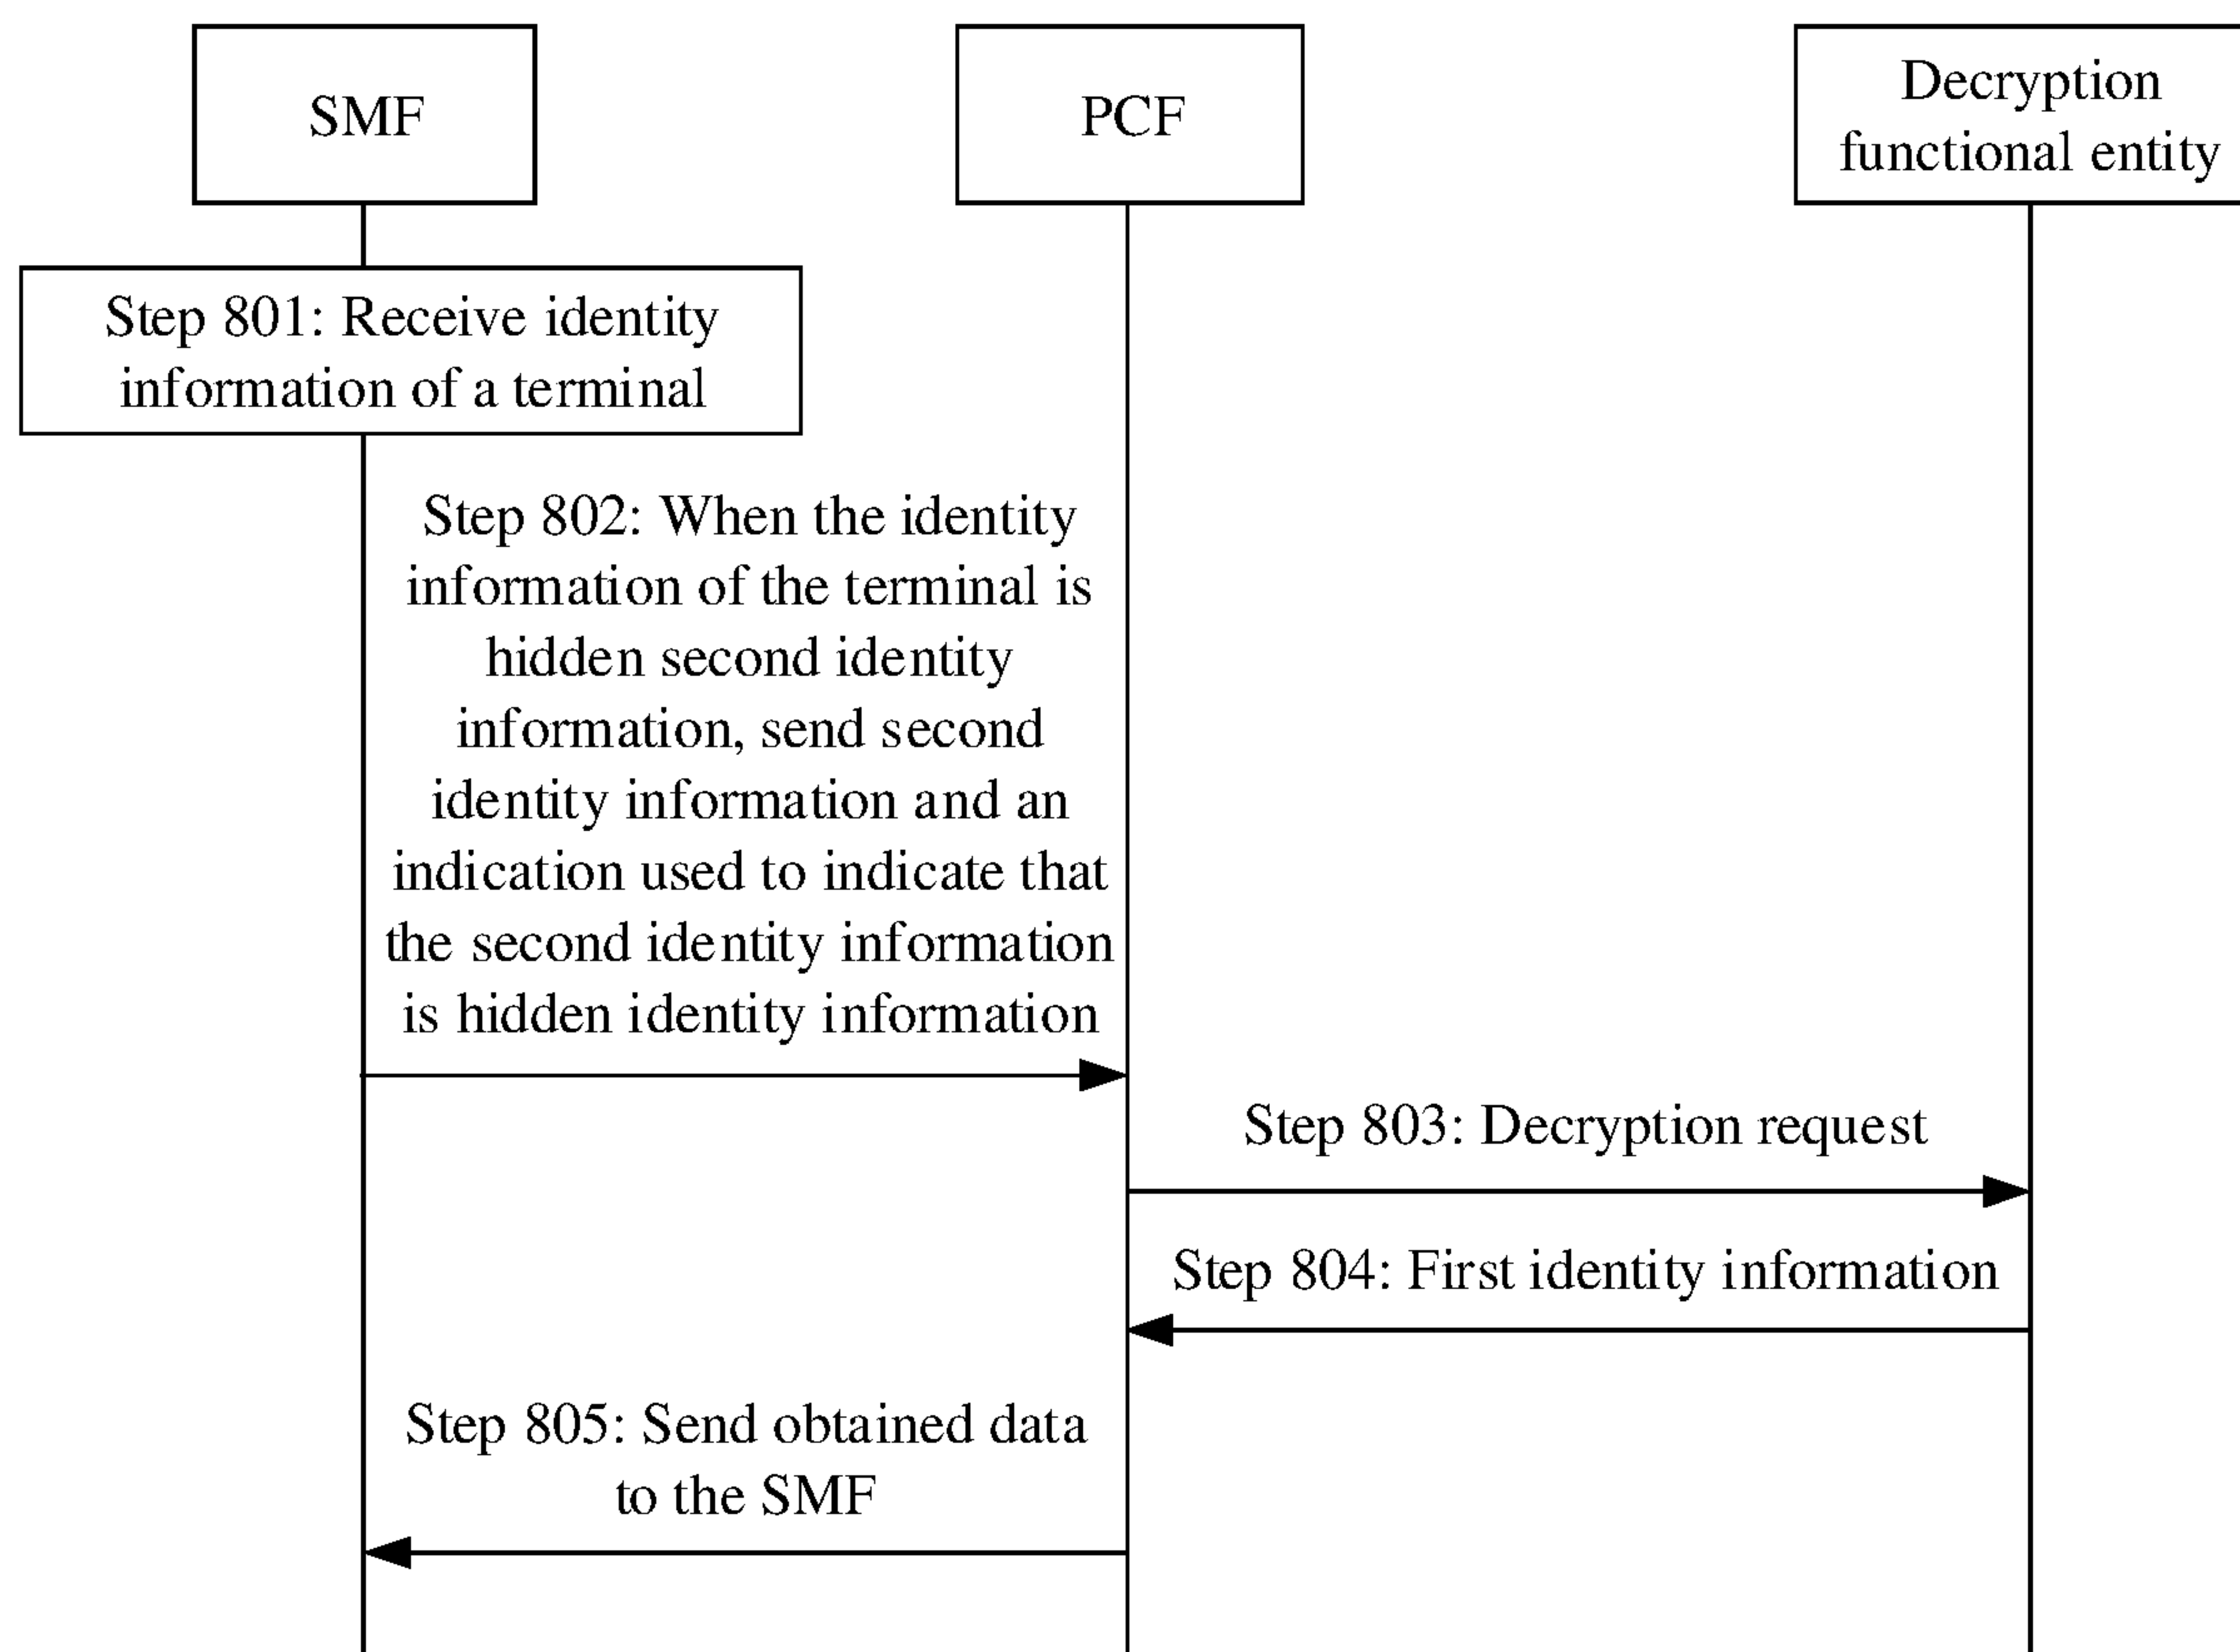 SMF
PCF
Decryption
functional entity
Step 801: Receive identity
information of a terminal
Step 802: When the identity
information of the terminal is
hidden second identity
information, send second
identity information and an
indication used to indicate that
the second identity information
is hidden identity information
Step 803: Decryption request
Step 804: First identity information
Step 805: Send obtained data
to the SMF